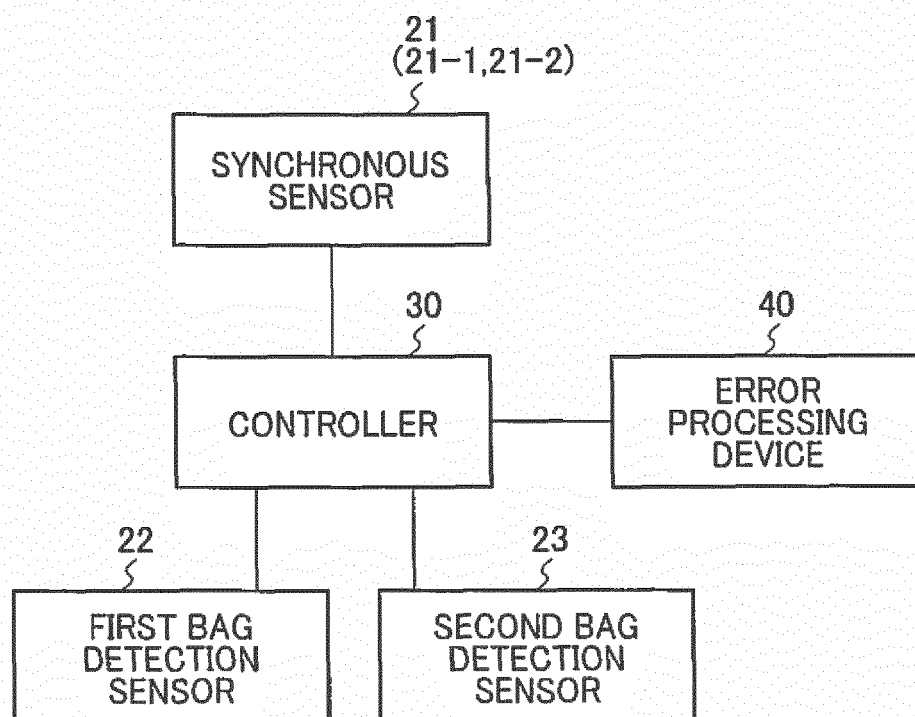 21
(21-1,21-2)
SYNCHRONOUS
SENSOR
30
CONTROLLER
40
ERROR
PROCESSING
DEVICE
22
FIRST BAG
DETECTION
SENSOR
23
SECOND BAG
DETECTION
SENSOR